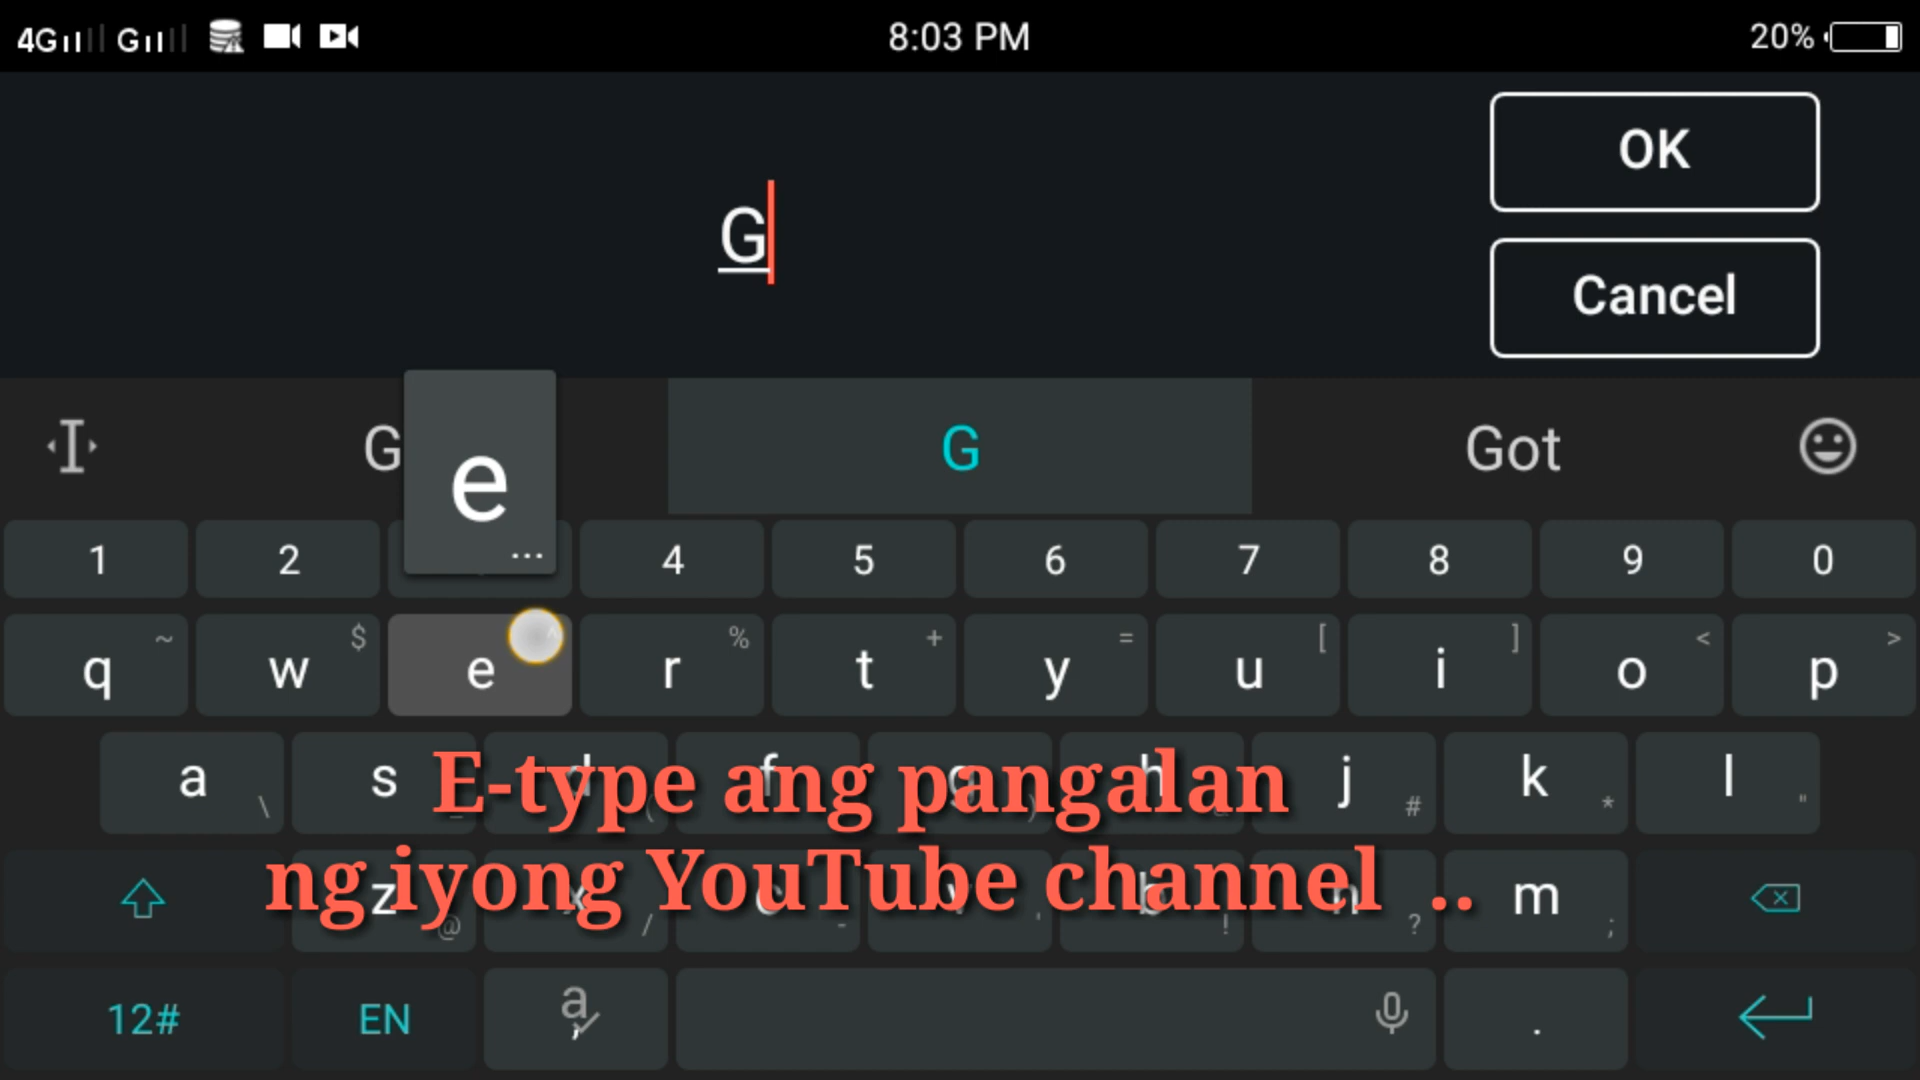 4G G 8:03 PM 20%
OK
G
Cancel
G Got
e
...
1 2 4 5 6 7 8 9 0
~ $ ^ % + = [ ] < >
q w e r t y u i o p
a s d f g h j k l
\ _ ( ) @ # * "
E-type ang pangalan
ng iyong YouTube channel ..
z x c v b n m
@ / - ' ! ? ;
12# EN a , .